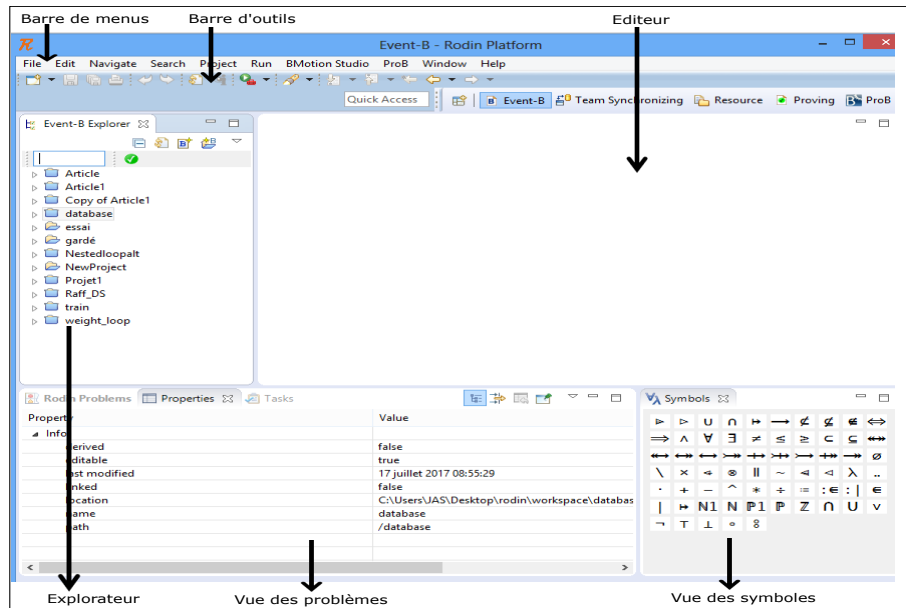 Barre de menus Barre d'outils Editeur
Event-B - Rodin Platform
File Edit Navigate Search Project Run BMotion Studio ProB Window Help
Quick Access Event-B Team Synchronizing Resource Proving ProB
Event-B Explorer
Article
Article1
Copy of Article1
database
essai
gardé
Nestedloopalt
NewProject
Projet1
Raff_DS
train
weight_loop
Rodin Problems Properties Tasks
Property Value
Info
derived false
editable true
last modified 17 juillet 2017 08:55:29
linked false
location C:\Users\JAS\Desktop\rodin\workspace\databas
name database
path /database
Symbols
∪ ∩ ↦ → ⊄ ⊈ ∉ ⇔
⇒ ∧ ∀ ∃ ≠ ≤ ≥ ⊂ ⊆
∅
\ × ⊗ ∥ ∼ λ ‥
· + − ^ ∗ ÷ ≔ :∈ :∣ ∈
∣ ↦ ℕ1 ℕ ℙ1 ℙ ℤ ⋂ ⋃ ∨
¬ ⊤ ⊥ ∘
Explorateur Vue des problèmes Vue des symboles